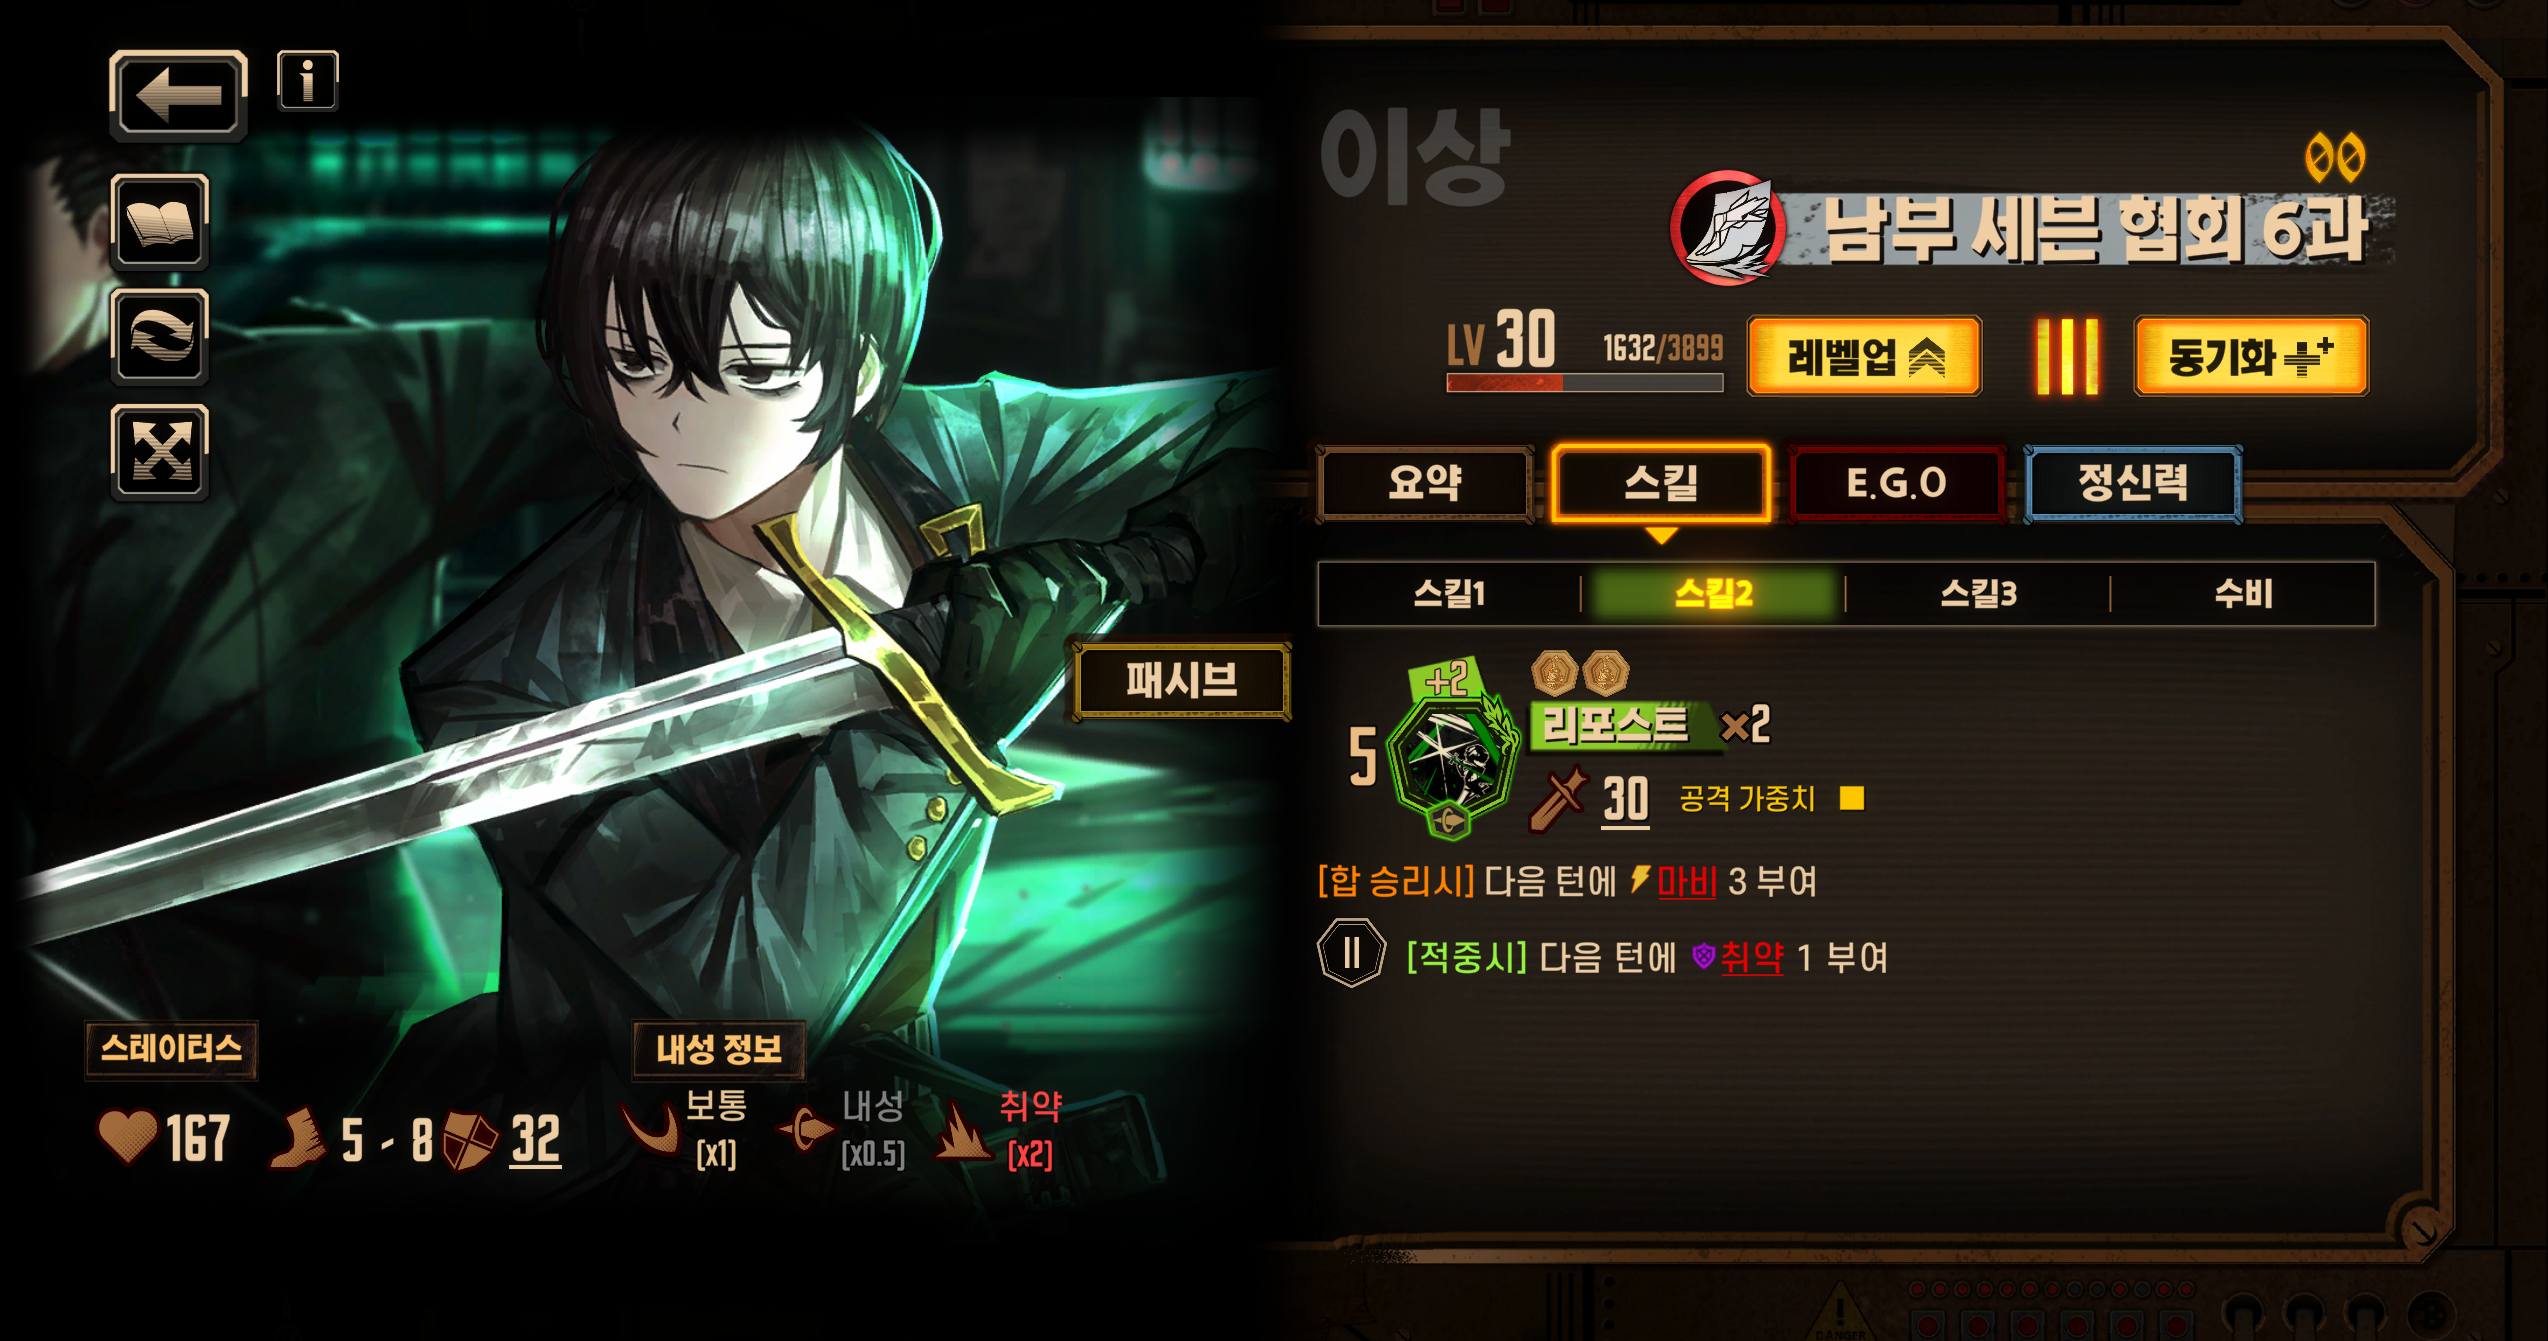 이상
남부 세븐 협회 6과
LV 30 1632/3899 레벨업 동기화
요약 스킬 E.G.O 정신력
스킬1 스킬2 스킬3 수비
패시브
+2
5 리포스트 ×2
30 공격 가중치
[합 승리시] 다음 턴에 마비 3 부여
II [적중시] 다음 턴에 취약 1 부여
스테이터스
167 5 - 8 32
내성 정보
보통 내성 취약
[x1] [x0.5] [x2]
DANGER